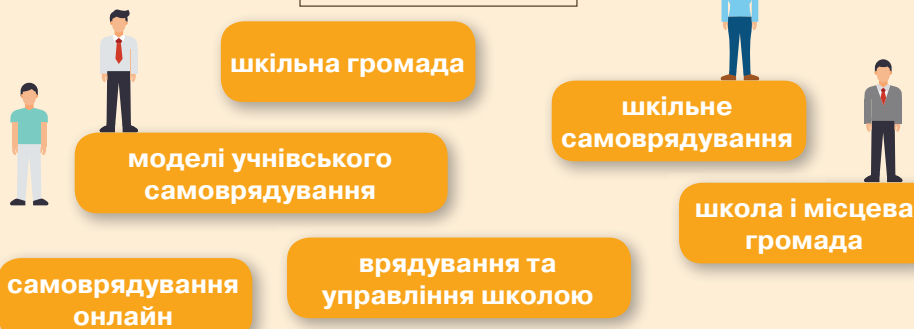 шкільна громада
шкільне
самоврядування
моделі учнівського
самоврядування
школа і місцева
громада
врядування та
управління школою
самоврядування
онлайн